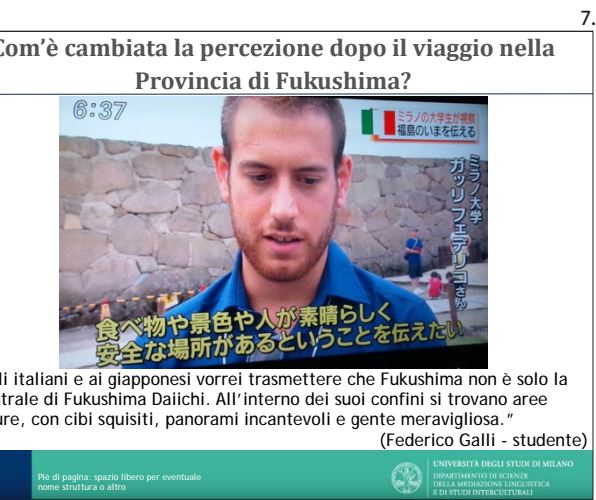 7.
Com'è cambiata la percezione dopo il viaggio nella
Provincia di Fukushima?
6:37
ミラノの大学生が視察
福島のいまを伝える
ミラノ大学
ガッリ フェデリコさん
食べ物や景色や人が素晴らしく
安全な場所があるということを伝えたい
li italiani e ai giapponesi vorrei trasmettere che Fukushima non è solo la
ntrale di Fukushima Daiichi. All'interno dei suoi confini si trovano aree
ure, con cibi squisiti, panorami incantevoli e gente meravigliosa."
(Federico Galli - studente)
Piè di pagina: spazio libero per eventuale
nome struttura o altro
UNIVERSITÀ DEGLI STUDI DI MILANO
DIPARTIMENTO DI SCIENZE
DELLA MEDIAZIONE LINGUISTICA
E DI STUDI INTERCULTURALI